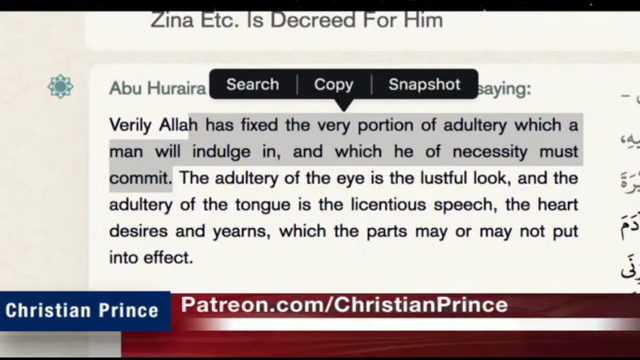 Zina Etc. Is Decreed For Him
Abu Huraira
saying:
Search
Copy
Snapshot
Verily Allah has fixed the very portion of adultery which a
man will indulge in, and which he of necessity must
commit. The adultery of the eye is the lustful look, and the
adultery of the tongue is the licentious speech, the heart
desires and yearns, which the parts may or may not put
into effect.
Christian Prince
Patreon.com/ChristianPrince